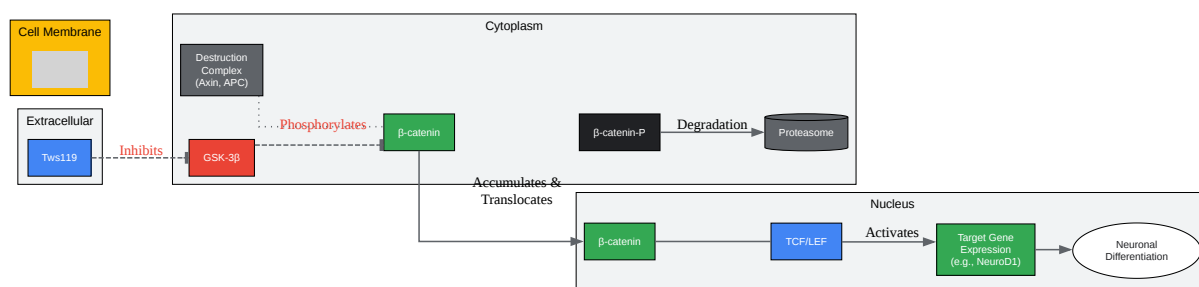 Cell Membrane
Cytoplasm
Destruction
Complex
(Axin, APC)
Extracellular
Tws119
Inhibits
GSK-3β
Phosphorylates
β-catenin
β-catenin-P
Degradation
Proteasome
Accumulates &
Translocates
Nucleus
β-catenin
TCF/LEF
Activates
Target Gene
Expression
(e.g., NeuroD1)
Neuronal
Differentiation